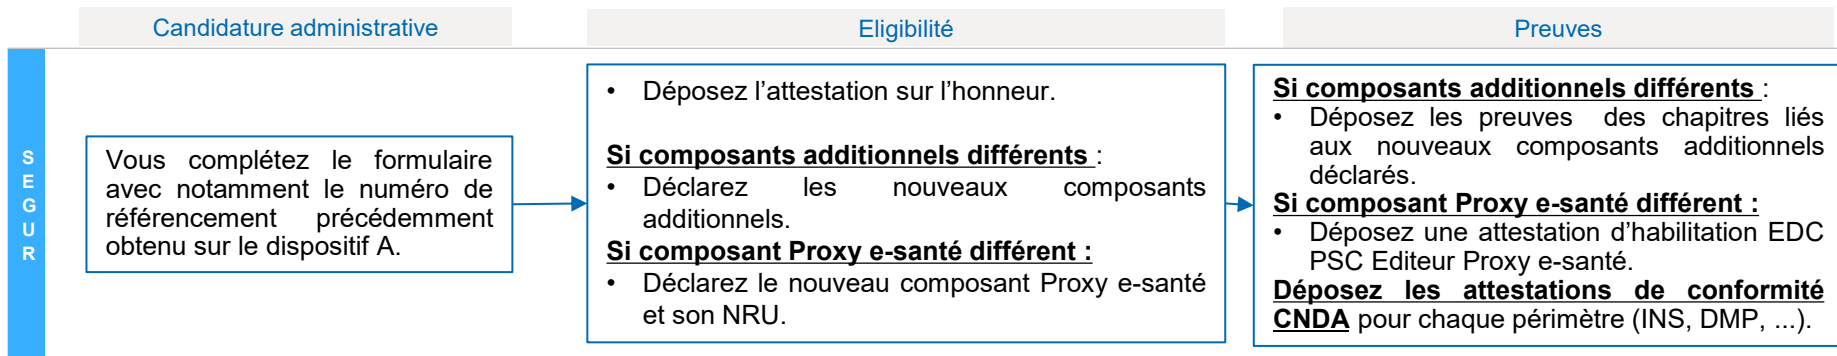 Candidature administrative
Eligibilité
Preuves
S
E
G
U
R
Vous complétez le formulaire
avec notamment le numéro de
référencement précédemment
obtenu sur le dispositif A.
• Déposez l’attestation sur l’honneur.
Si composants additionnels différents :
• Déclarez les nouveaux composants
additionnels.
Si composant Proxy e-santé différent :
• Déclarez le nouveau composant Proxy e-santé
et son NRU.
Si composants additionnels différents :
• Déposez les preuves des chapitres liés
aux nouveaux composants additionnels
déclarés.
Si composant Proxy e-santé différent :
• Déposez une attestation d’habilitation EDC
PSC Editeur Proxy e-santé.
Déposez les attestations de conformité
CNDA pour chaque périmètre (INS, DMP, ...).